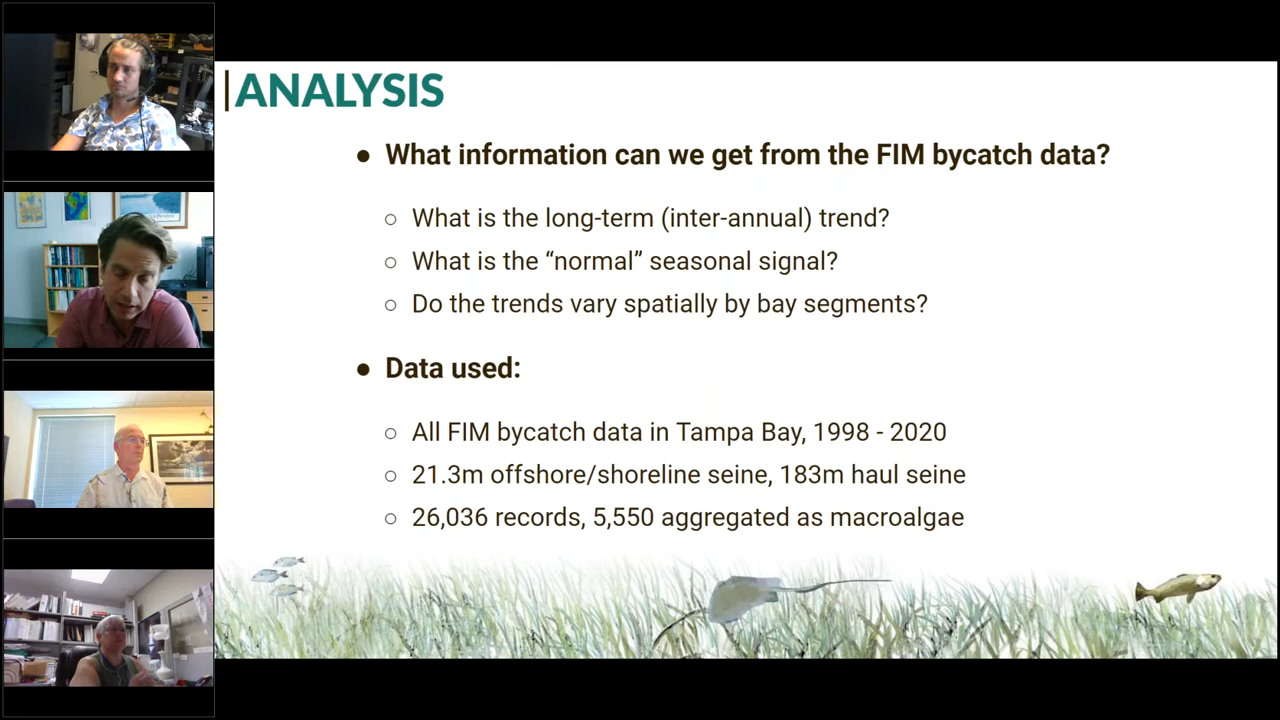 ANALYSIS
● What information can we get from the FIM bycatch data?
○ What is the long-term (inter-annual) trend?
○ What is the “normal” seasonal signal?
○ Do the trends vary spatially by bay segments?
● Data used:
○ All FIM bycatch data in Tampa Bay, 1998 - 2020
○ 21.3m offshore/shoreline seine, 183m haul seine
○ 26,036 records, 5,550 aggregated as macroalgae